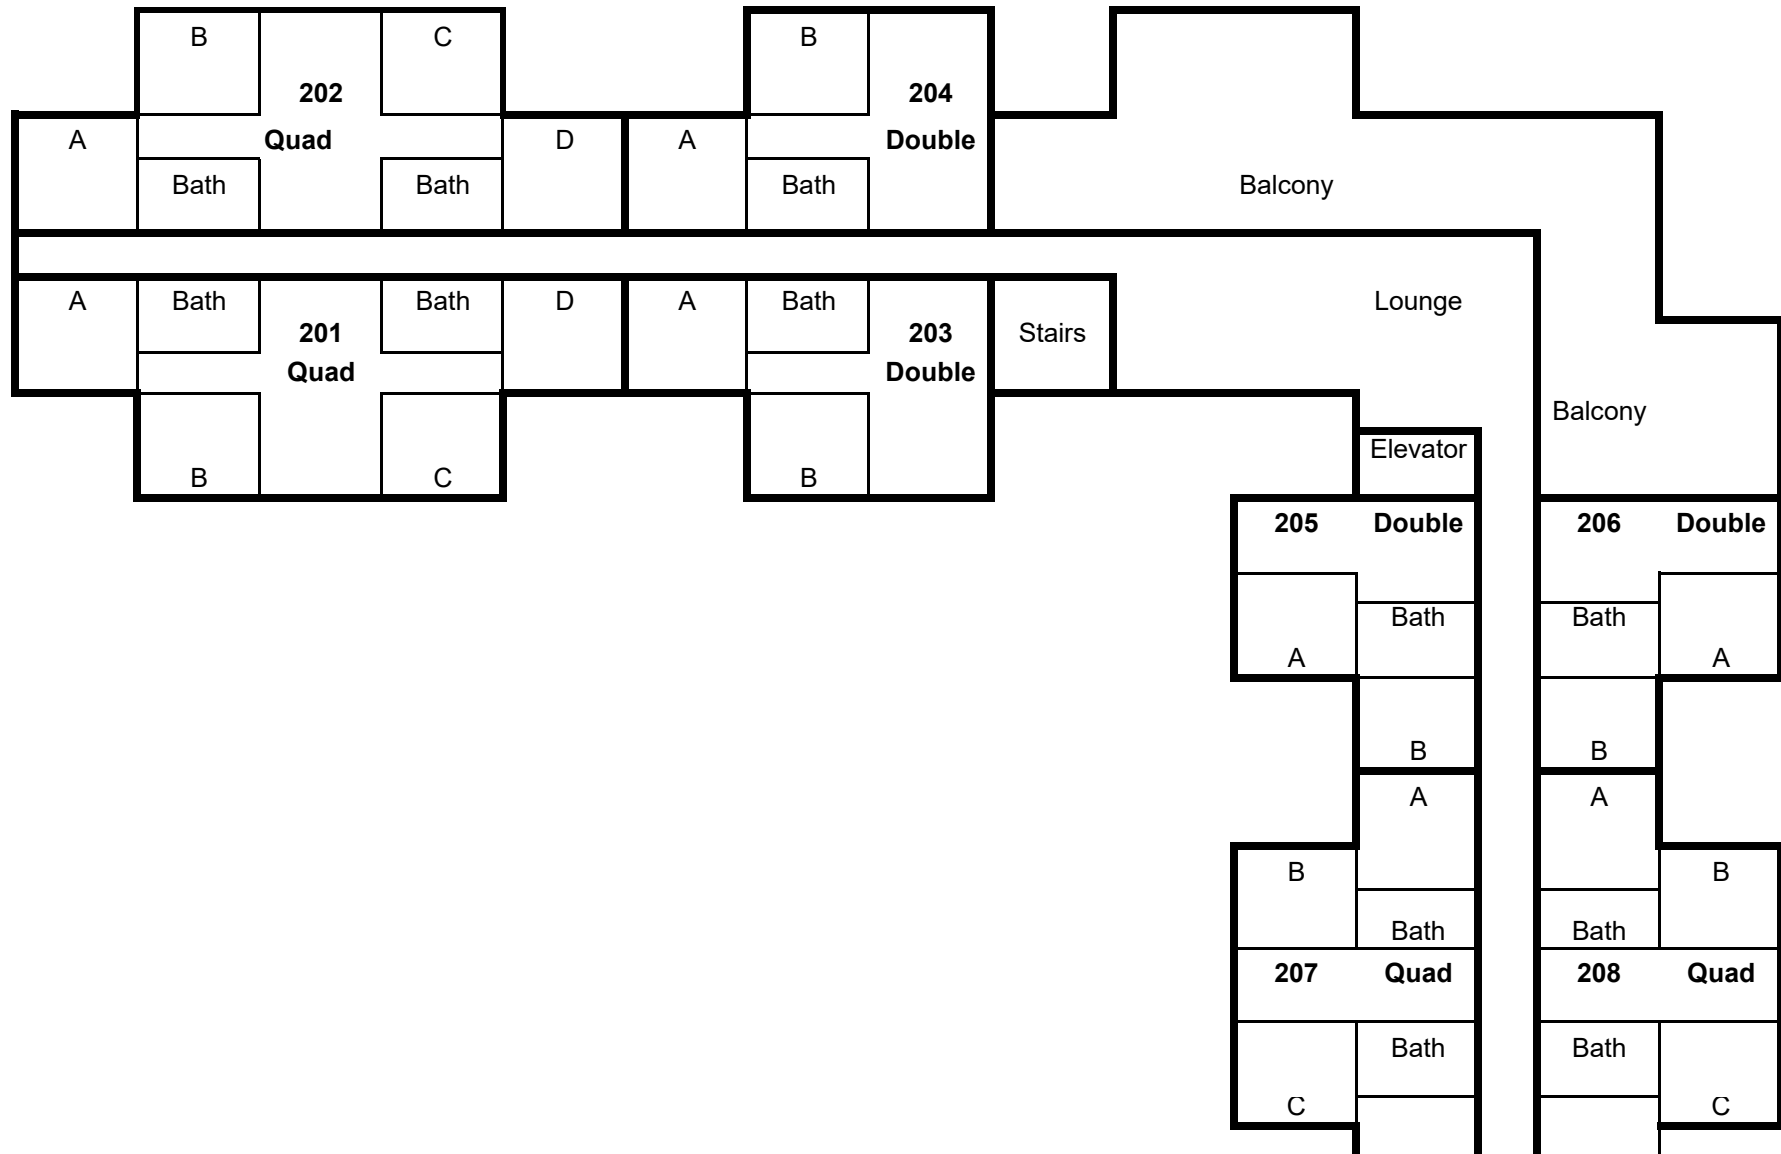 B C B
202 204
A Quad D A Double
Bath Bath Bath Balcony
A Bath Bath D A Bath Lounge
201 203 Stairs
Quad Double
Balcony
Elevator
B C B
205 Double 206 Double
Bath Bath
A A
B B
A A
B B
Bath Bath
207 Quad 208 Quad
Bath Bath
C C